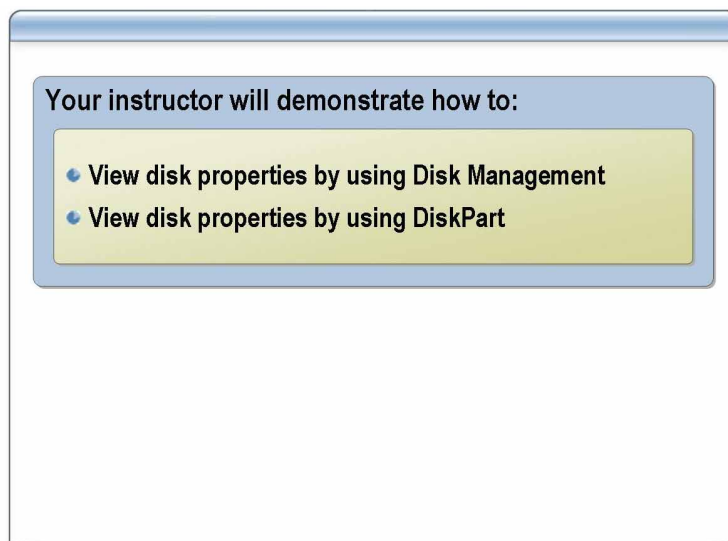 Your instructor will demonstrate how to:
View disk properties by using Disk Management
View disk properties by using DiskPart